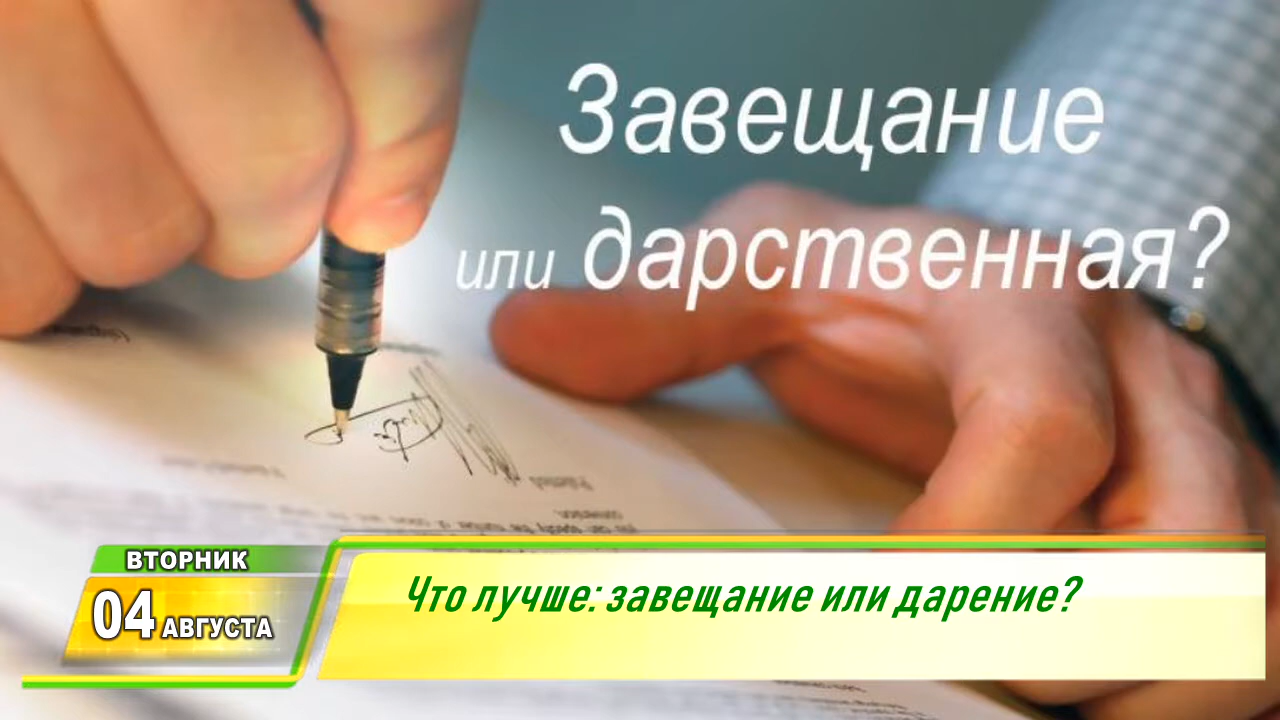 Завещание
или дарственная?
ВТОРНИК
04 АВГУСТА
Что лучше: завещание или дарение?